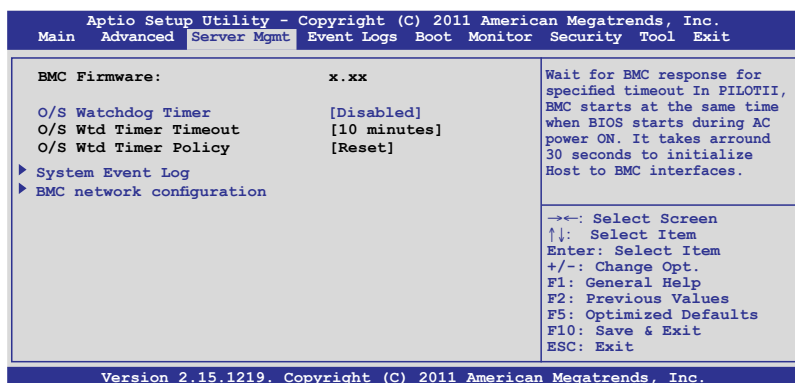 Aptio Setup Utility - Copyright (C) 2011 American Megatrends, Inc.
Main Advanced Server Mgmt Event Logs Boot Monitor Security Tool Exit
BMC Firmware: x.xx
O/S Watchdog Timer [Disabled]
O/S Wtd Timer Timeout [10 minutes]
O/S Wtd Timer Policy [Reset]
System Event Log
BMC network configuration
Wait for BMC response for
specified timeout In PILOTII,
BMC starts at the same time
when BIOS starts during AC
power ON. It takes arround
30 seconds to initialize
Host to BMC interfaces.
→←: Select Screen
↑↓: Select Item
Enter: Select Item
+/-: Change Opt.
F1: General Help
F2: Previous Values
F5: Optimized Defaults
F10: Save & Exit
ESC: Exit
Version 2.15.1219. Copyright (C) 2011 American Megatrends, Inc.